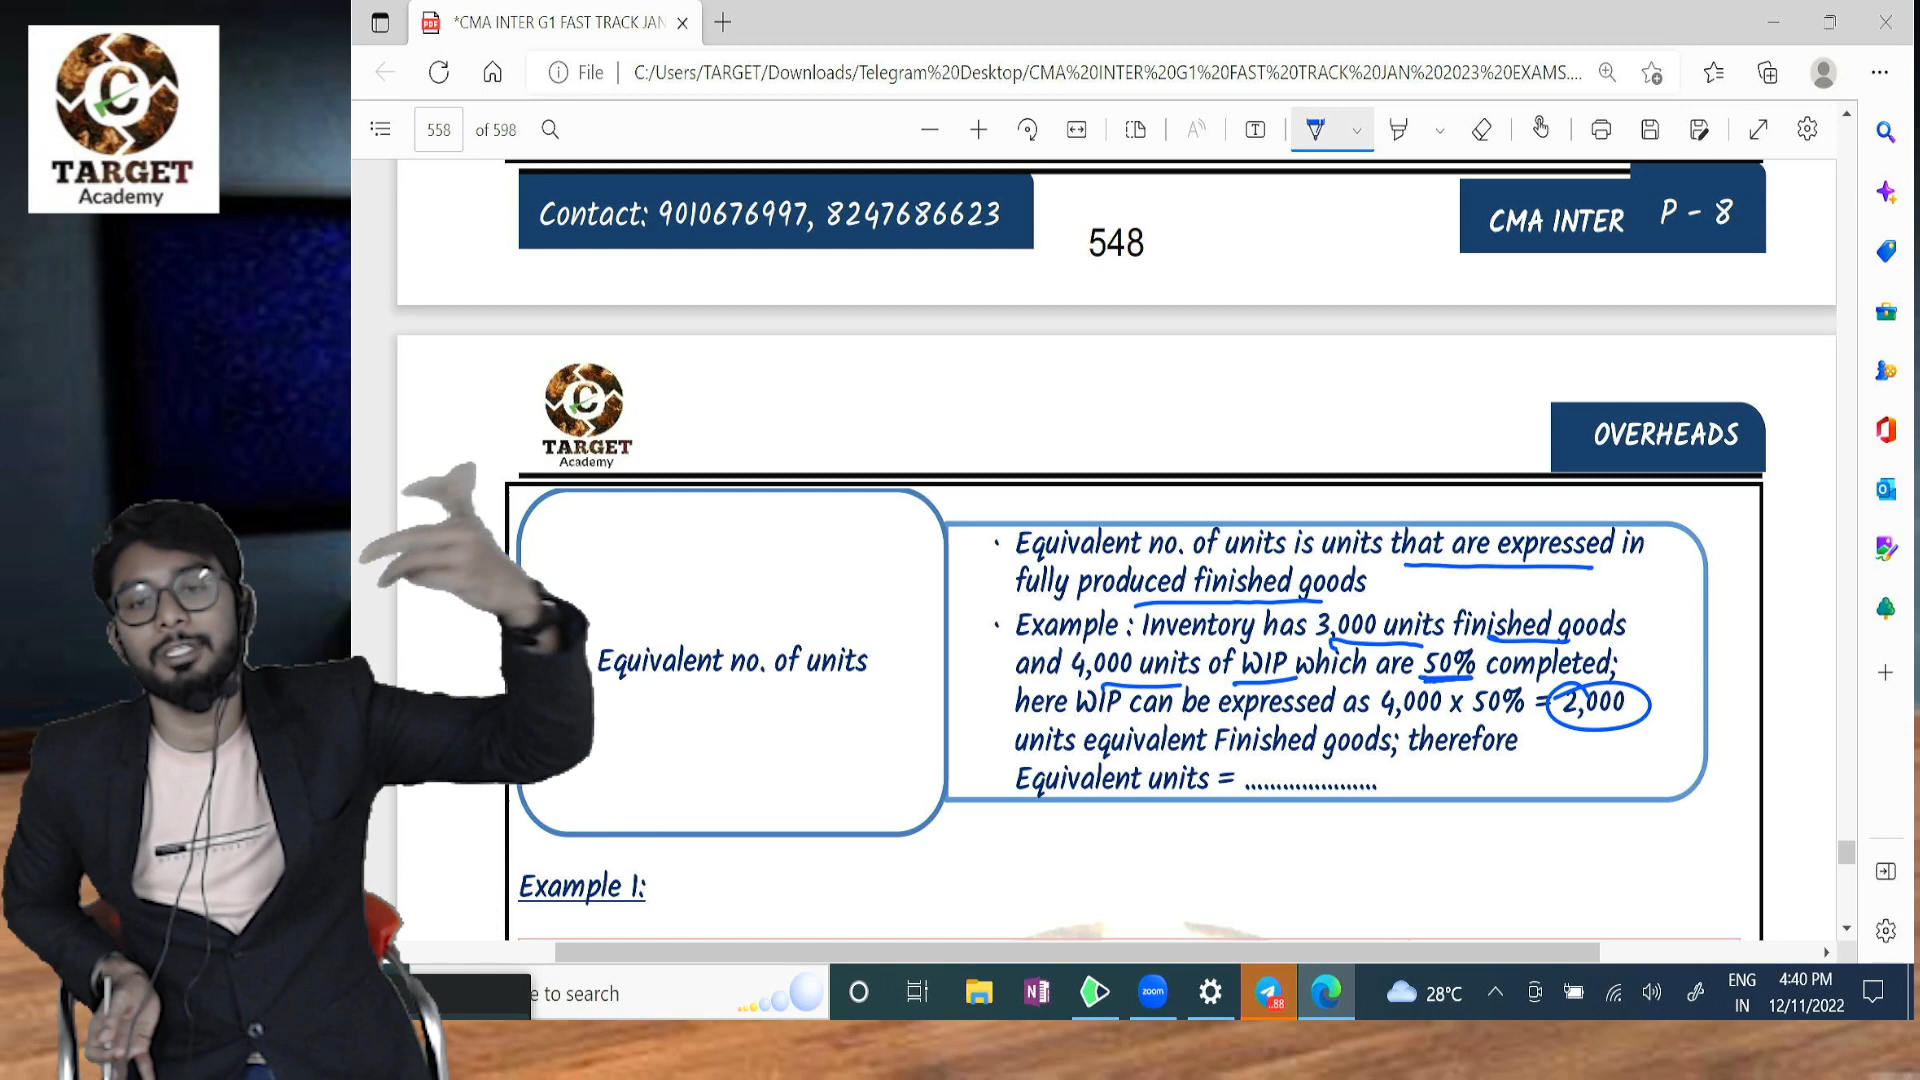 TARGET
Academy
*CMA INTER G1 FAST TRACK JAN
File
C:/Users/TARGET/Downloads/Telegram%20Desktop/CMA%20INTER%20G1%20FAST%20TRACK%20JAN%202023%20EXAMS....
558 of 598
Contact: 9010676997, 8247686623
548
CMA INTER P - 8
TARGET
Academy
OVERHEADS
Equivalent no. of units
· Equivalent no. of units is units that are expressed in
fully produced finished goods
· Example : Inventory has 3,000 units finished goods
and 4,000 units of WIP which are 50% completed;
here WIP can be expressed as 4,000 x 50% = 2,000
units equivalent Finished goods; therefore
Equivalent units = .....................
Example 1:
e to search
zoom
..88
28°C
ENG
IN
4:40 PM
12/11/2022